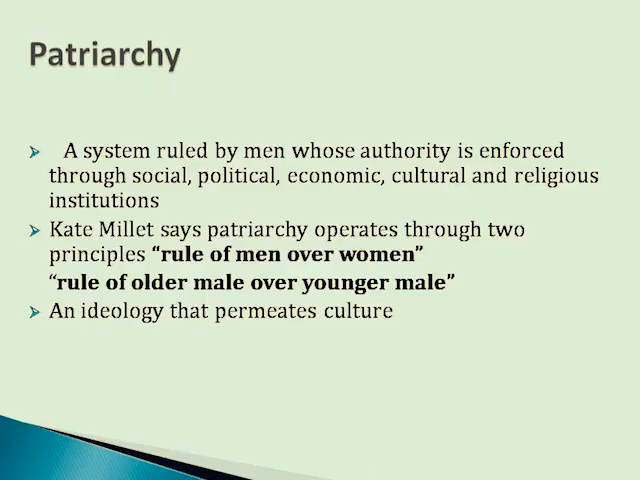 Patriarchy
A system ruled by men whose authority is enforced
through social, political, economic, cultural and religious
institutions
Kate Millet says patriarchy operates through two
principles “rule of men over women”
“rule of older male over younger male”
An ideology that permeates culture